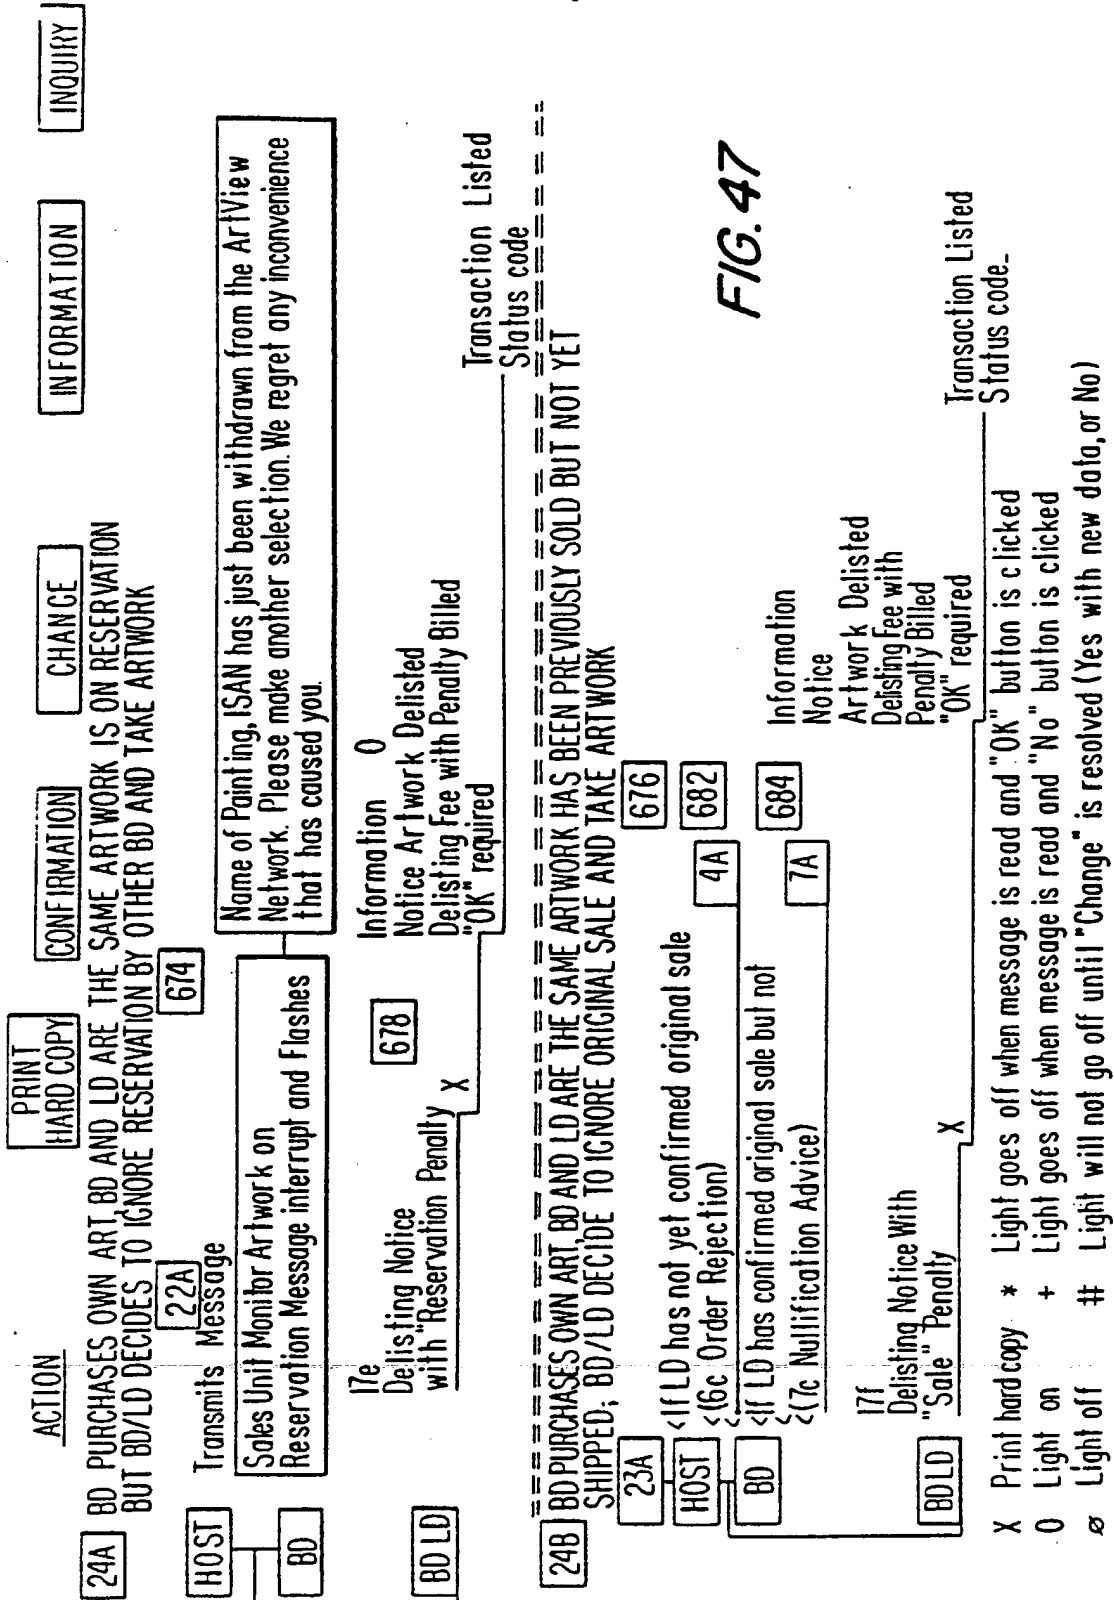 ACTION
PRINT
HARD COPY
CONFIRMATION
CHANGE
INFORMATION
INQUIRY
24A
BD PURCHASES OWN ART BD AND LD ARE THE SAME ARTWORK IS ON RESERVATION
BUT BD/LD DECIDES TO IGNORE RESERVATION BY OTHER BD AND TAKE ARTWORK
22A
674
HOST
Transmits Message
BD
Sales Unit Monitor Artwork on
Reservation Message interrupt and Flashes
Name of Painting, ISAN has just been withdrawn from the ArtView
Network. Please make another selection. We regret any inconvenience
that has caused you.
17e
Delisting Notice
with "Reservation Penalty
X
678
Information O
Notice Artwork Delisted
Delisting Fee with Penalty Billed
"OK" required
Transaction Listed
Status code
BD LD
24B
BD PURCHASES OWN ART, BD AND LD ARE THE SAME ARTWORK HAS BEEN PREVIOUSLY SOLD BUT NOT YET
SHIPPED; BD/LD DECIDE TO IGNORE ORIGINAL SALE AND TAKE ARTWORK
23A
676
HOST
<If LD has not yet confirmed original sale
<(6c Order Rejection)
4A
682
BD
<If LD has confirmed original sale but not
<(7c Nullification Advice)
7A
684
Information
Notice
Artwork Delisted
Delisting Fee with
Penalty Billed
"OK" required
17f
Delisting Notice With
"Sale" Penalty
X
BDLD
Transaction Listed
Status code_
FIG. 47
X Print hard copy * Light goes off when message is read and "OK" button is clicked
O Light on + Light goes off when message is read and "No" button is clicked
ø Light off # Light will not go off until "Change" is resolved (Yes with new data, or No)